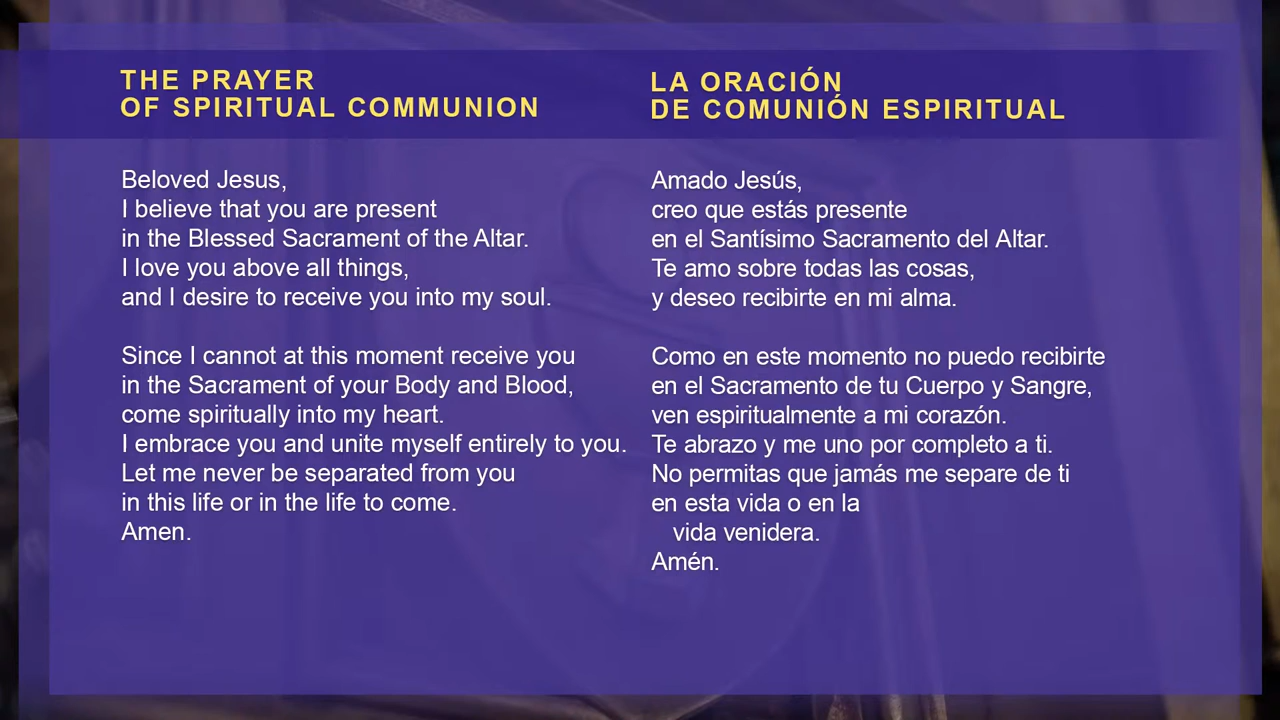 THE PRAYER
OF SPIRITUAL COMMUNION
Beloved Jesus,
I believe that you are present
in the Blessed Sacrament of the Altar.
I love you above all things,
and I desire to receive you into my soul.
Since I cannot at this moment receive you
in the Sacrament of your Body and Blood,
come spiritually into my heart.
I embrace you and unite myself entirely to you.
Let me never be separated from you
in this life or in the life to come.
Amen.
LA ORACIÓN
DE COMUNIÓN ESPIRITUAL
Amado Jesús,
creo que estás presente
en el Santísimo Sacramento del Altar.
Te amo sobre todas las cosas,
y deseo recibirte en mi alma.
Como en este momento no puedo recibirte
en el Sacramento de tu Cuerpo y Sangre,
ven espiritualmente a mi corazón.
Te abrazo y me uno por completo a ti.
No permitas que jamás me separe de ti
en esta vida o en la
vida venidera.
Amén.